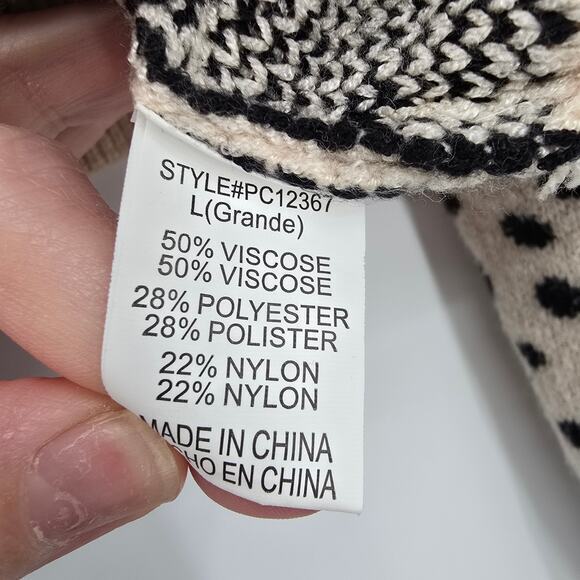 STYLE#PC12367
L(Grande)
50% VISCOSE
50% VISCOSE
28% POLYESTER
28% POLISTER
22% NYLON
22% NYLON
MADE IN CHINA
EN CHINA